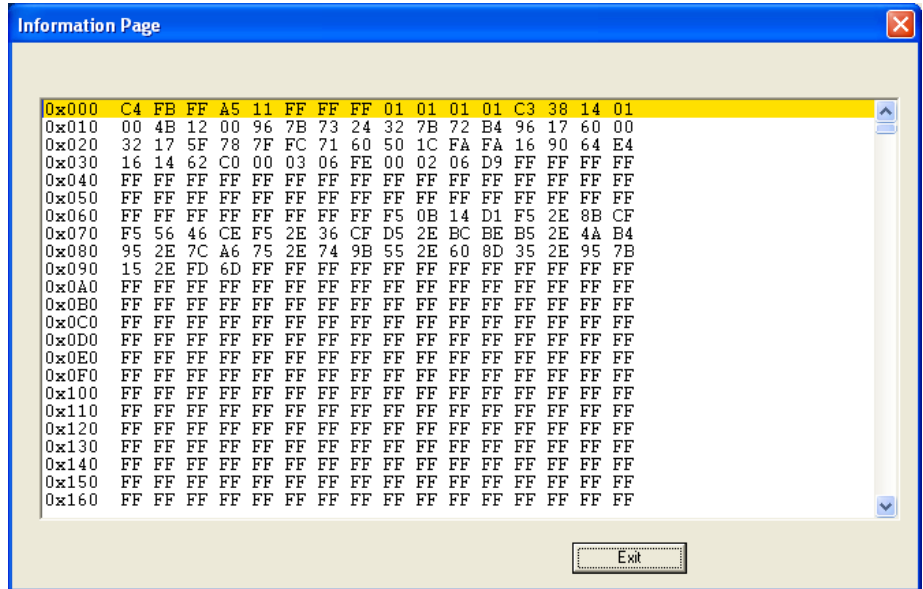 Information Page
0x000 C4 FB FF A5 11 FF FF FF 01 01 01 01 C3 38 14 01
0x010 00 4B 12 00 96 7B 73 24 32 7B 72 B4 96 17 60 00
0x020 32 17 5F 78 7F FC 71 60 50 1C FA FA 16 90 64 E4
0x030 16 14 62 C0 00 03 06 FE 00 02 06 D9 FF FF FF FF
0x040 FF FF FF FF FF FF FF FF FF FF FF FF FF FF FF FF
0x050 FF FF FF FF FF FF FF FF FF FF FF FF FF FF FF FF
0x060 FF FF FF FF FF FF FF FF F5 0B 14 D1 F5 2E 8B CF
0x070 F5 56 46 CE F5 2E 36 CF D5 2E BC BE B5 2E 4A B4
0x080 95 2E 7C A6 75 2E 74 9B 55 2E 60 8D 35 2E 95 7B
0x090 15 2E FD 6D FF FF FF FF FF FF FF FF FF FF FF FF
0x0A0 FF FF FF FF FF FF FF FF FF FF FF FF FF FF FF FF
0x0B0 FF FF FF FF FF FF FF FF FF FF FF FF FF FF FF FF
0x0C0 FF FF FF FF FF FF FF FF FF FF FF FF FF FF FF FF
0x0D0 FF FF FF FF FF FF FF FF FF FF FF FF FF FF FF FF
0x0E0 FF FF FF FF FF FF FF FF FF FF FF FF FF FF FF FF
0x0F0 FF FF FF FF FF FF FF FF FF FF FF FF FF FF FF FF
0x100 FF FF FF FF FF FF FF FF FF FF FF FF FF FF FF FF
0x110 FF FF FF FF FF FF FF FF FF FF FF FF FF FF FF FF
0x120 FF FF FF FF FF FF FF FF FF FF FF FF FF FF FF FF
0x130 FF FF FF FF FF FF FF FF FF FF FF FF FF FF FF FF
0x140 FF FF FF FF FF FF FF FF FF FF FF FF FF FF FF FF
0x150 FF FF FF FF FF FF FF FF FF FF FF FF FF FF FF FF
0x160 FF FF FF FF FF FF FF FF FF FF FF FF FF FF FF FF
Exit